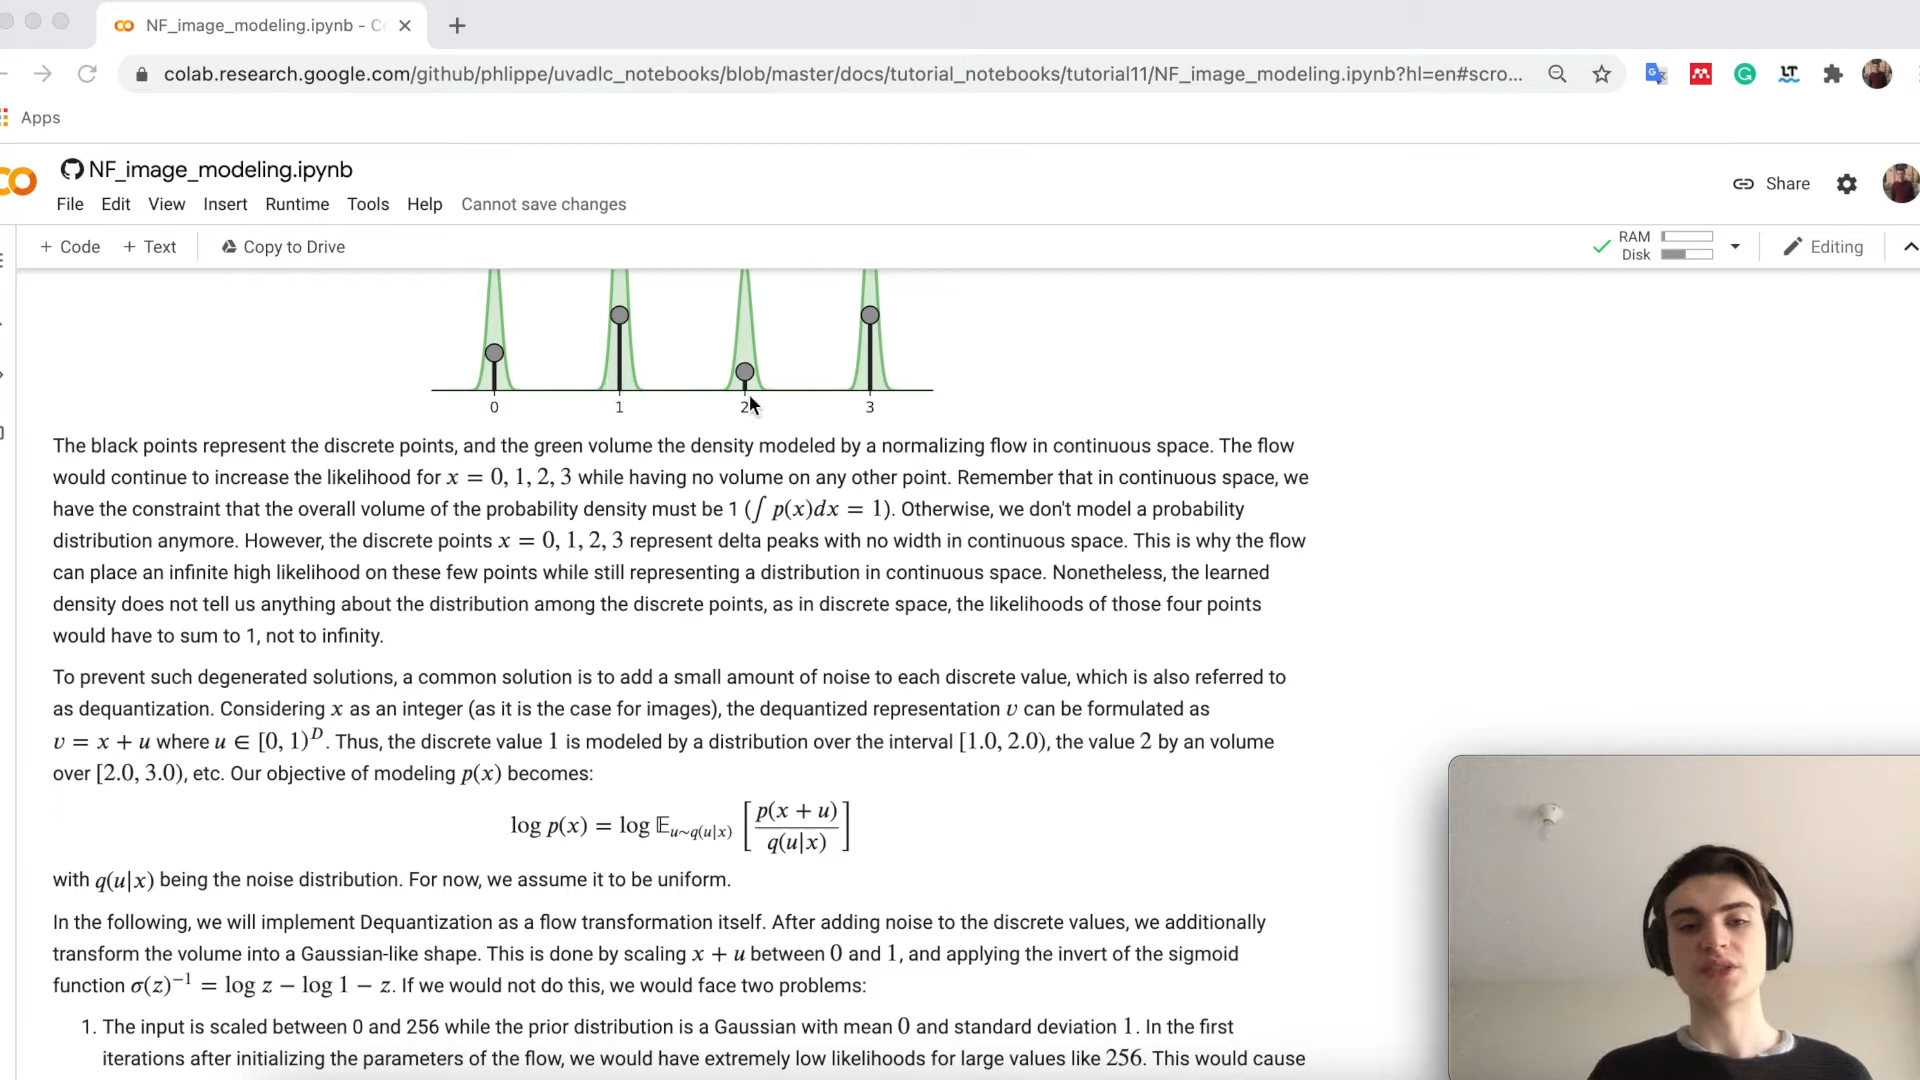 NF_image_modeling.ipynb - C
colab.research.google.com/github/phlippe/uvadlc_notebooks/blob/master/docs/tutorial_notebooks/tutorial11/NF_image_modeling.ipynb?hl=en#scro...
Apps
NF_image_modeling.ipynb
Share
File Edit View Insert Runtime Tools Help Cannot save changes
+ Code + Text Copy to Drive
RAM
Disk
Editing
0 1 2 3
The black points represent the discrete points, and the green volume the density modeled by a normalizing flow in continuous space. The flow
would continue to increase the likelihood for x = 0, 1, 2, 3 while having no volume on any other point. Remember that in continuous space, we
have the constraint that the overall volume of the probability density must be 1 (∫ p(x)dx = 1). Otherwise, we don't model a probability
distribution anymore. However, the discrete points x = 0, 1, 2, 3 represent delta peaks with no width in continuous space. This is why the flow
can place an infinite high likelihood on these few points while still representing a distribution in continuous space. Nonetheless, the learned
density does not tell us anything about the distribution among the discrete points, as in discrete space, the likelihoods of those four points
would have to sum to 1, not to infinity.
To prevent such degenerated solutions, a common solution is to add a small amount of noise to each discrete value, which is also referred to
as dequantization. Considering x as an integer (as it is the case for images), the dequantized representation v can be formulated as
v = x + u where u ∈ [0, 1)^D. Thus, the discrete value 1 is modeled by a distribution over the interval [1.0, 2.0), the value 2 by an volume
over [2.0, 3.0), etc. Our objective of modeling p(x) becomes:
log p(x) = log 𝔼_{u∼q(u|x)} [p(x + u) / q(u|x)]
with q(u|x) being the noise distribution. For now, we assume it to be uniform.
In the following, we will implement Dequantization as a flow transformation itself. After adding noise to the discrete values, we additionally
transform the volume into a Gaussian-like shape. This is done by scaling x + u between 0 and 1, and applying the invert of the sigmoid
function σ(z)^−1 = log z − log 1 − z. If we would not do this, we would face two problems:
1. The input is scaled between 0 and 256 while the prior distribution is a Gaussian with mean 0 and standard deviation 1. In the first
iterations after initializing the parameters of the flow, we would have extremely low likelihoods for large values like 256. This would cause